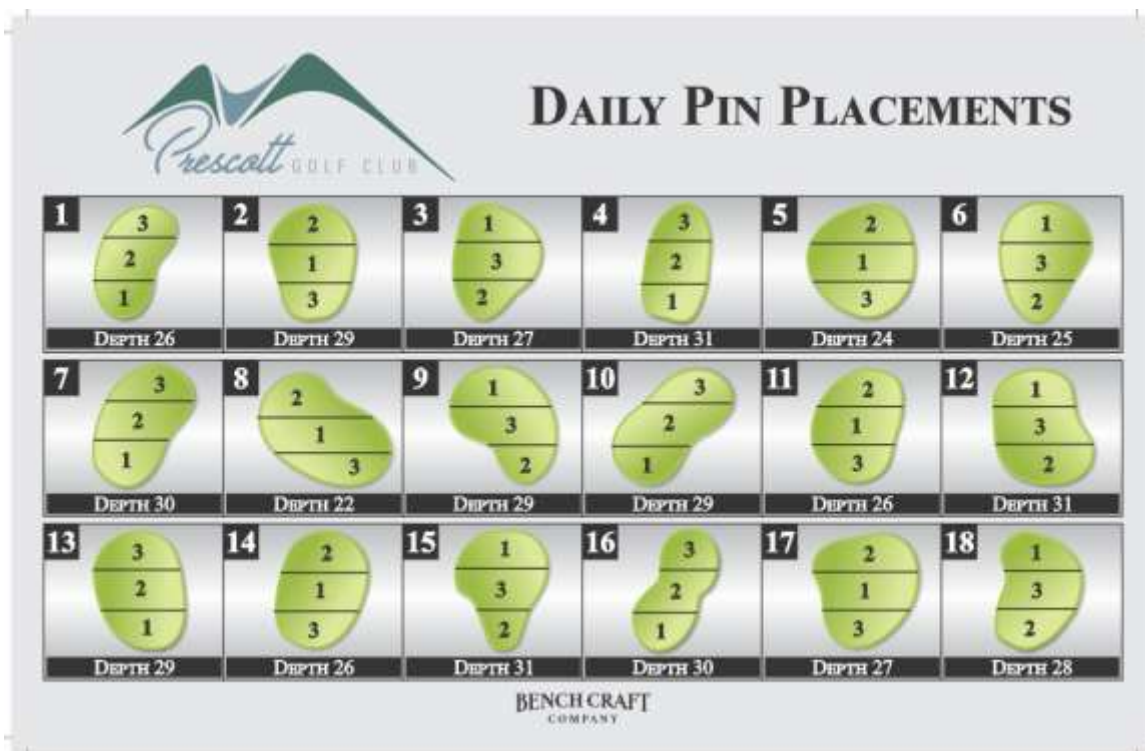 DAILY PIN PLACEMENTS
Prescott GOLF CLUB
1 3 2 1 DEPTH 26
2 2 1 3 DEPTH 29
3 1 3 2 DEPTH 27
4 3 2 1 DEPTH 31
5 2 1 3 DEPTH 24
6 1 3 2 DEPTH 25
7 3 2 1 DEPTH 30
8 2 1 3 DEPTH 22
9 1 3 2 DEPTH 29
10 3 2 1 DEPTH 29
11 2 1 3 DEPTH 26
12 1 3 2 DEPTH 31
13 3 2 1 DEPTH 29
14 2 1 3 DEPTH 26
15 1 3 2 DEPTH 31
16 3 2 1 DEPTH 30
17 2 1 3 DEPTH 27
18 1 3 2 DEPTH 28
BENCH CRAFT
COMPANY